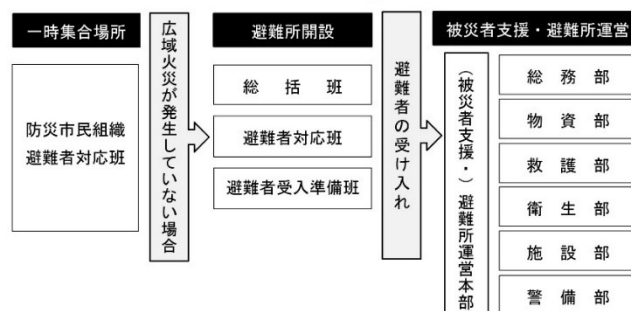 一時集合場所
防災市民組織
避難者対応班
広域火災が発生していない場合
避難所開設
総括班
避難者対応班
避難者受入準備班
避難者の受け入れ
被災者支援・避難所運営
（被災者支援・）避難所運営本部
総務部
物資部
救護部
衛生部
施設部
警備部